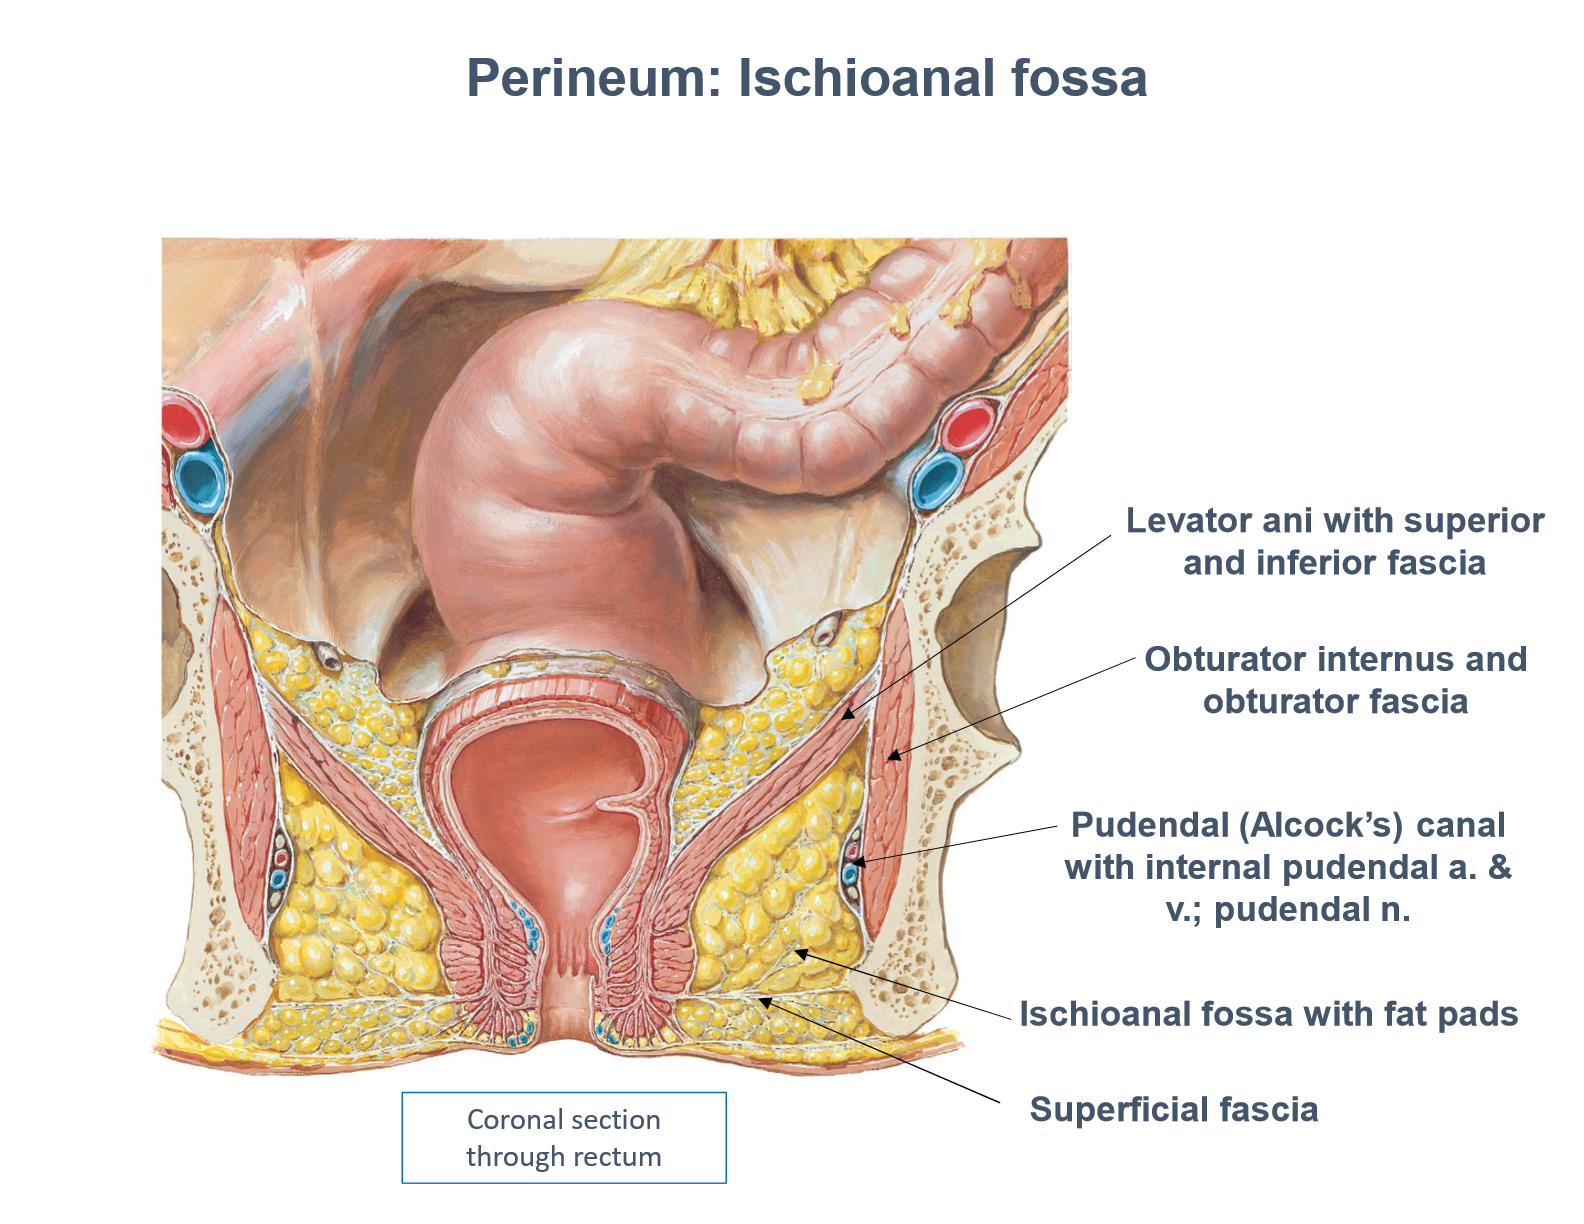 Perineum: Ischioanal fossa
Levator ani with superior
and inferior fascia
Obturator internus and
obturator fascia
Pudendal (Alcock’s) canal
with internal pudendal a. &
v.; pudendal n.
Ischioanal fossa with fat pads
Superficial fascia
Coronal section
through rectum